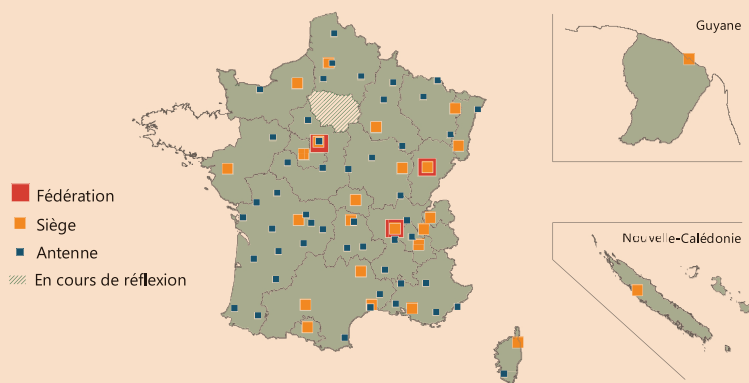 Guyane
Fédération
Siège
Antenne
En cours de réflexion
Nouvelle-Calédonie